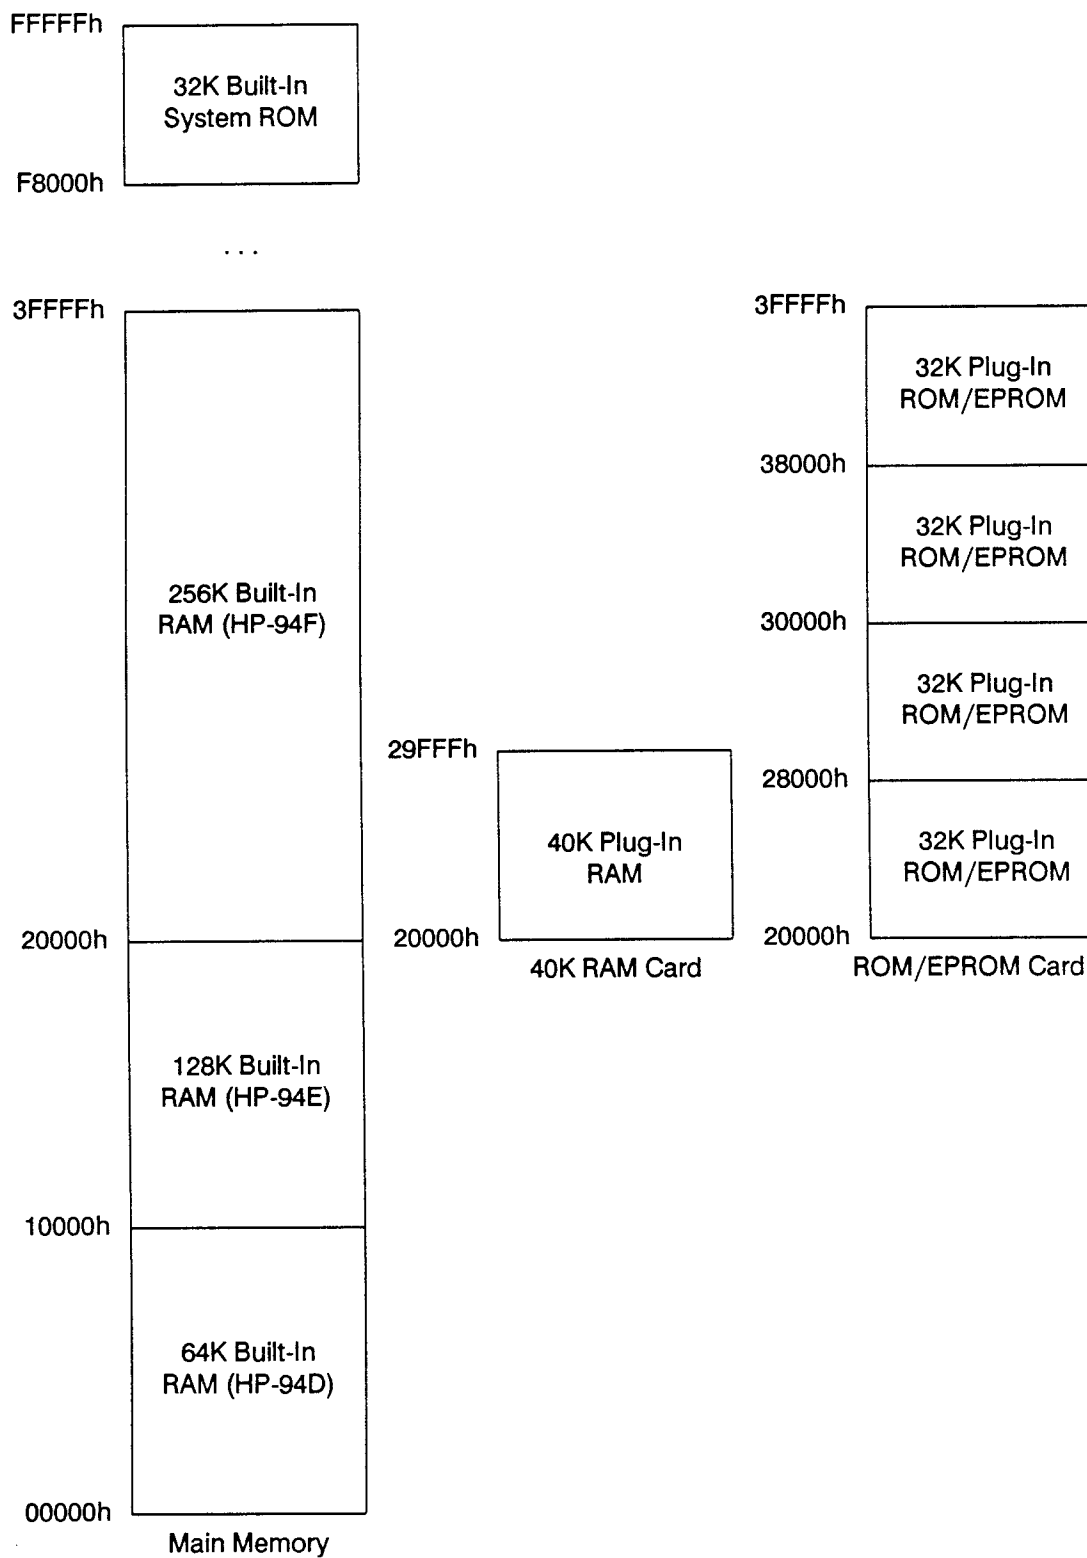 FFFFFh
32K Built-In
System ROM
F8000h
. . .
3FFFFh
256K Built-In
RAM (HP-94F)
20000h
128K Built-In
RAM (HP-94E)
10000h
64K Built-In
RAM (HP-94D)
00000h
Main Memory
29FFFh
40K Plug-In
RAM
20000h
40K RAM Card
3FFFFh
32K Plug-In
ROM/EPROM
38000h
32K Plug-In
ROM/EPROM
30000h
32K Plug-In
ROM/EPROM
28000h
32K Plug-In
ROM/EPROM
20000h
ROM/EPROM Card